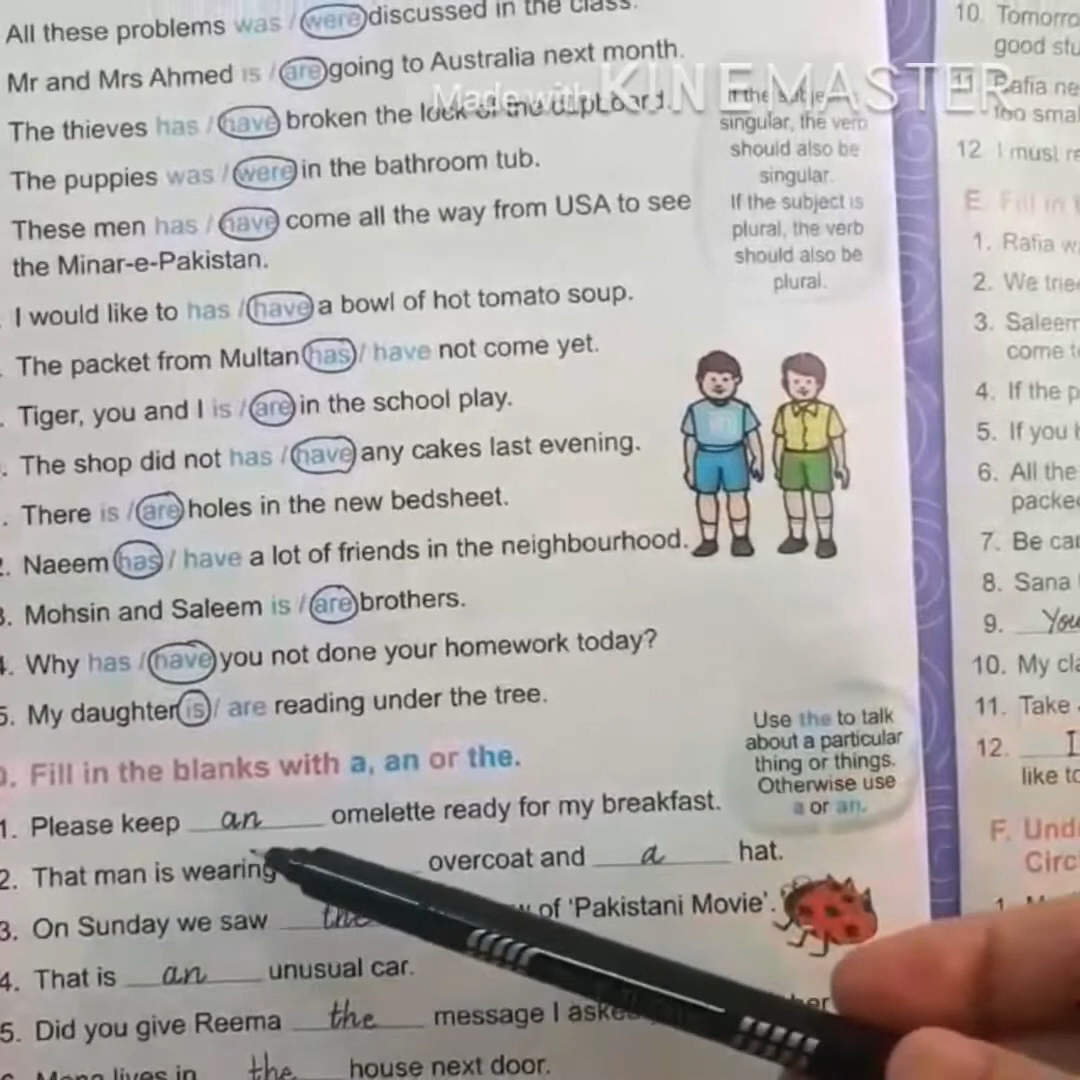 All these problems was / were discussed in the class.
Mr and Mrs Ahmed is / are going to Australia next month.
The thieves has / have broken the lock of the cupboard.
The puppies was / were in the bathroom tub.
These men has / have come all the way from USA to see
the Minar-e-Pakistan.
I would like to has / have a bowl of hot tomato soup.
The packet from Multan has / have not come yet.
Tiger, you and I is / are in the school play.
The shop did not has / have any cakes last evening.
There is / are holes in the new bedsheet.
Naeem has / have a lot of friends in the neighbourhood.
Mohsin and Saleem is / are brothers.
Why has / have you not done your homework today?
5. My daughter is / are reading under the tree.
Made with KINEMASTER
If the subject is
singular, the verb
should also be
singular.
If the subject is
plural, the verb
should also be
plural.
Fill in the blanks with a, an or the.
1. Please keep an omelette ready for my breakfast.
2. That man is wearing overcoat and a hat.
3. On Sunday we saw the of 'Pakistani Movie'.
4. That is an unusual car.
5. Did you give Reema the message I asked
lives in the house next door.
Use the to talk
about a particular
thing or things.
Otherwise use
a or an.
10. Tomorro
good stu
11. Rafia ne
too smal
12. I must re
E. Fill in
1. Rafia w
2. We trie
3. Saleem
come to
4. If the p
5. If you
6. All the
packe
7. Be ca
8. Sana
9. You
10. My cla
11. Take
12. I
like to
F. Und
Circ
1.